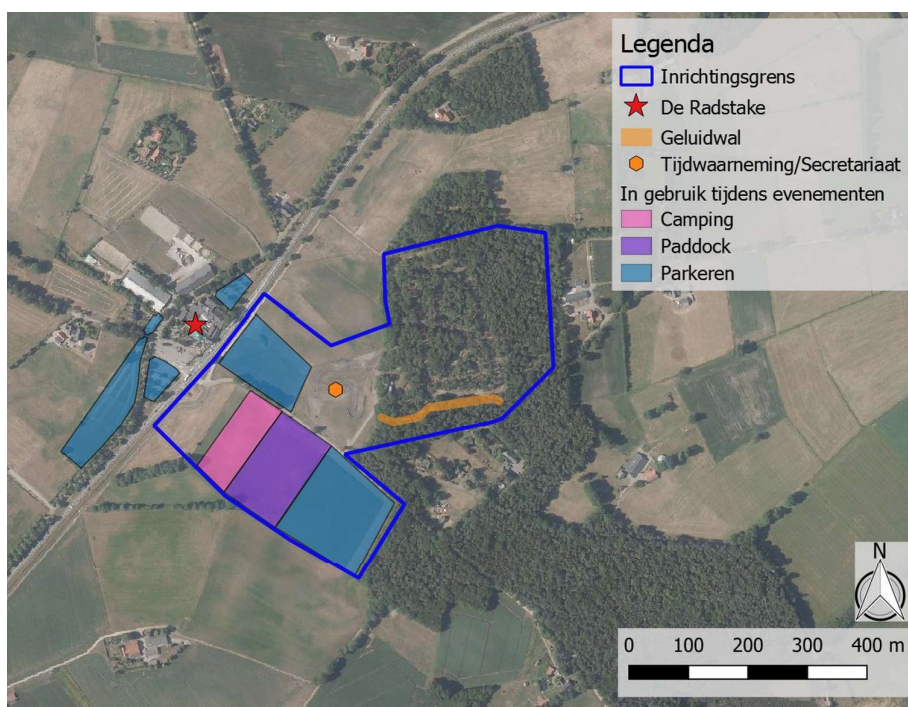 Legenda
Inrichtingsgrens
De Radstake
Geluidwal
Tijdwaarneming/Secretariaat
In gebruik tijdens evenementen
Camping
Paddock
Parkeren
N
0 100 200 300 400 m